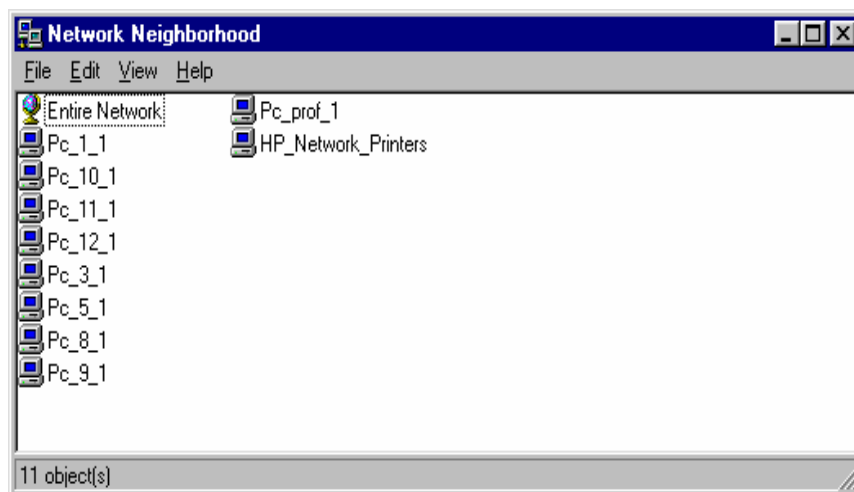 Network Neighborhood
File Edit View Help
Entire Network
Pc_1_1
Pc_10_1
Pc_11_1
Pc_12_1
Pc_3_1
Pc_5_1
Pc_8_1
Pc_9_1
Pc_prof_1
HP_Network_Printers
11 object(s)